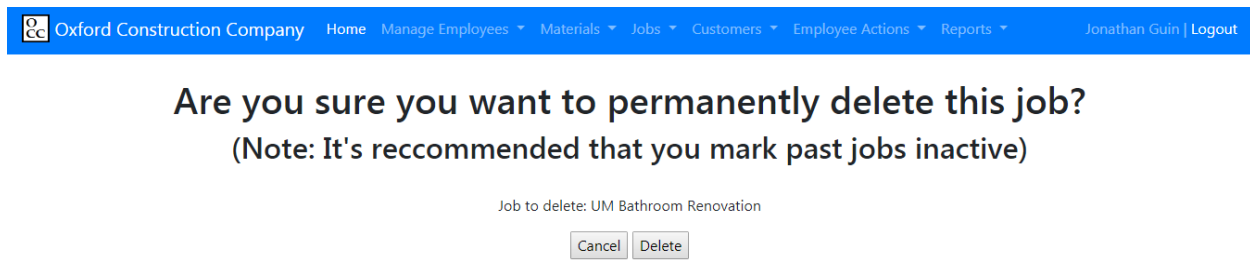 O
CC Oxford Construction Company Home Manage Employees Materials Jobs Customers Employee Actions Reports Jonathan Guin | Logout
Are you sure you want to permanently delete this job?
(Note: It's reccommended that you mark past jobs inactive)
Job to delete: UM Bathroom Renovation
Cancel Delete